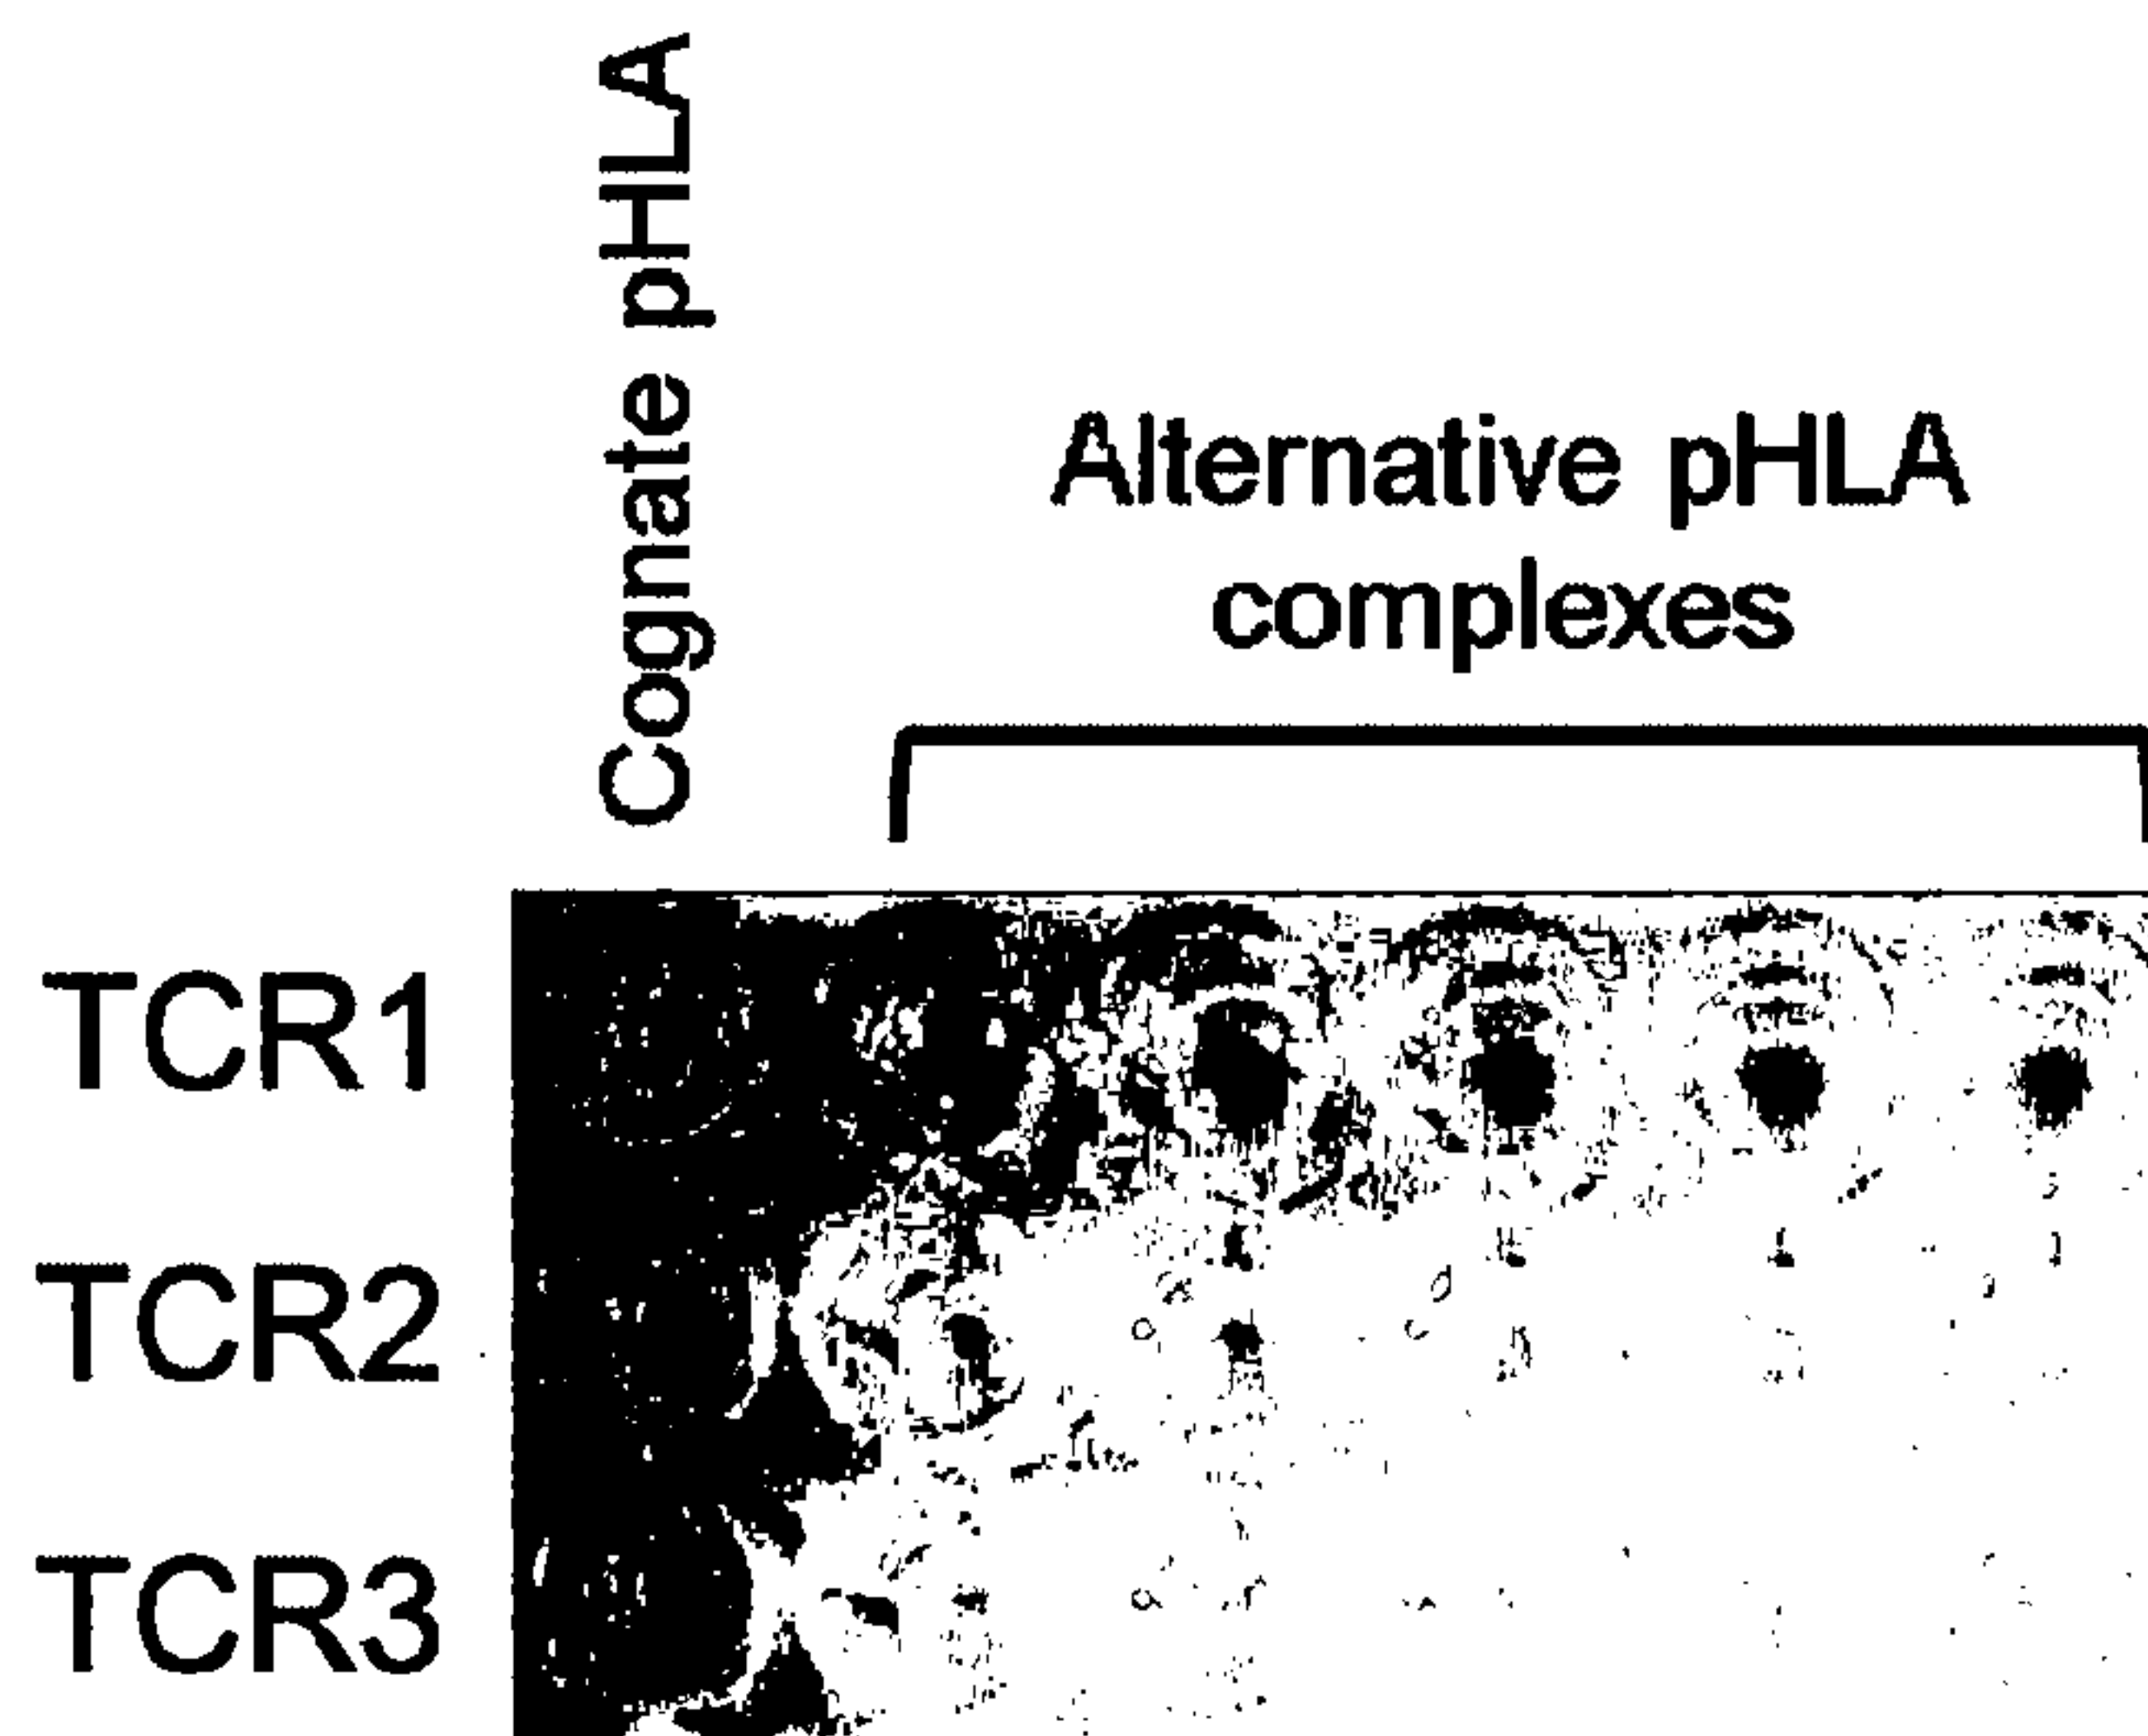 Cognate pHLA
Alternative pHLA
complexes
TCR1
TCR2
TCR3